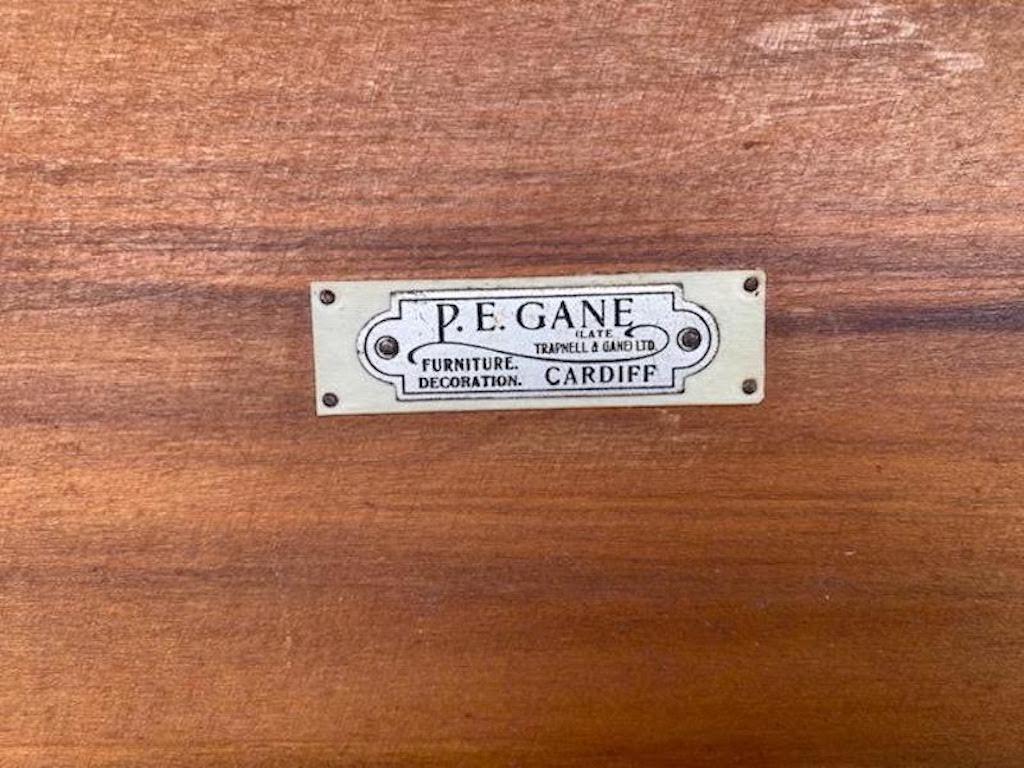 P. E. GANE
(LATE
TRAPNELL & GANE) LTD.
FURNITURE.
DECORATION. CARDIFF